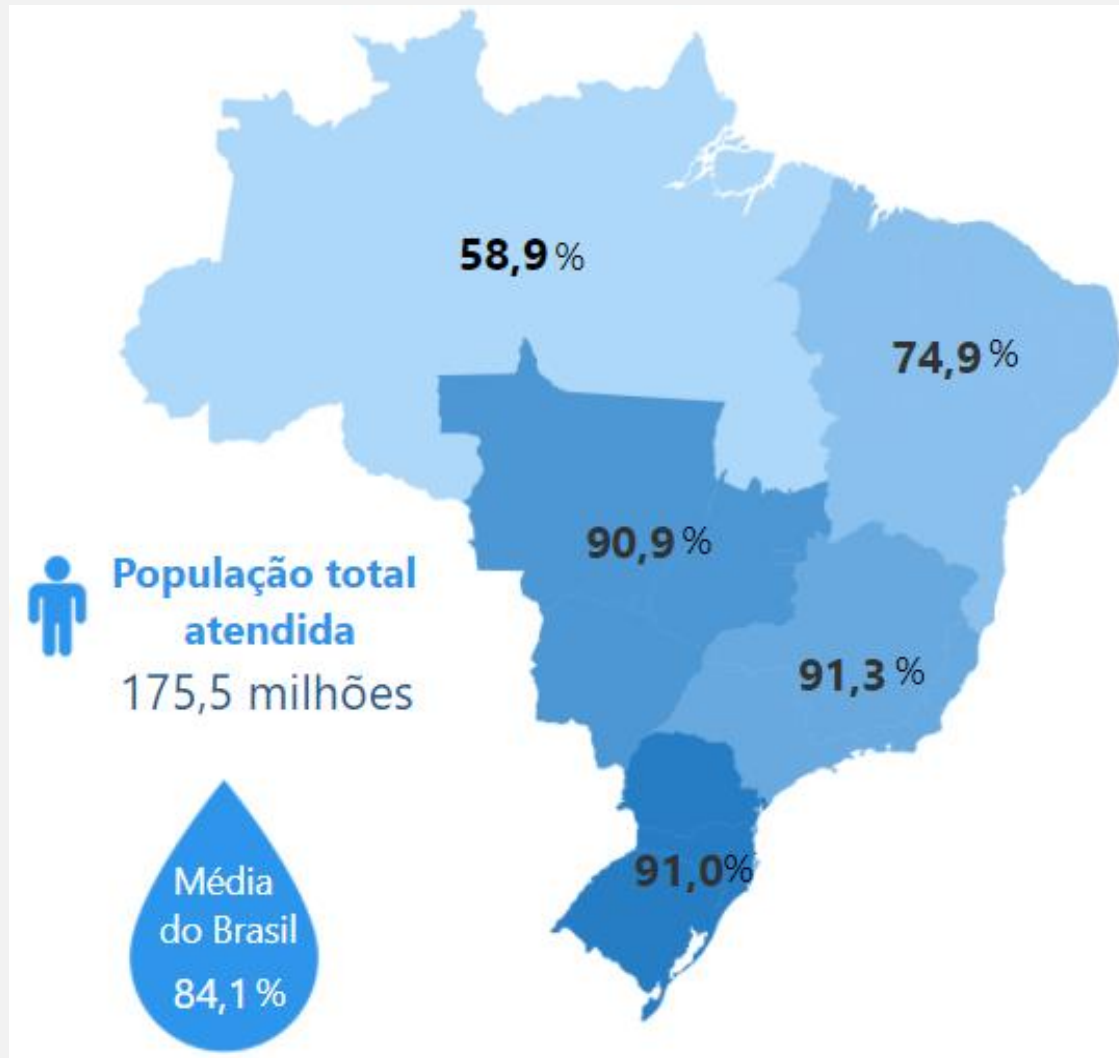 58,9 %
74,9 %
90,9 %
População total
atendida
91,3 %
175,5 milhões
91,0%
Média
do Brasil
84,1 %